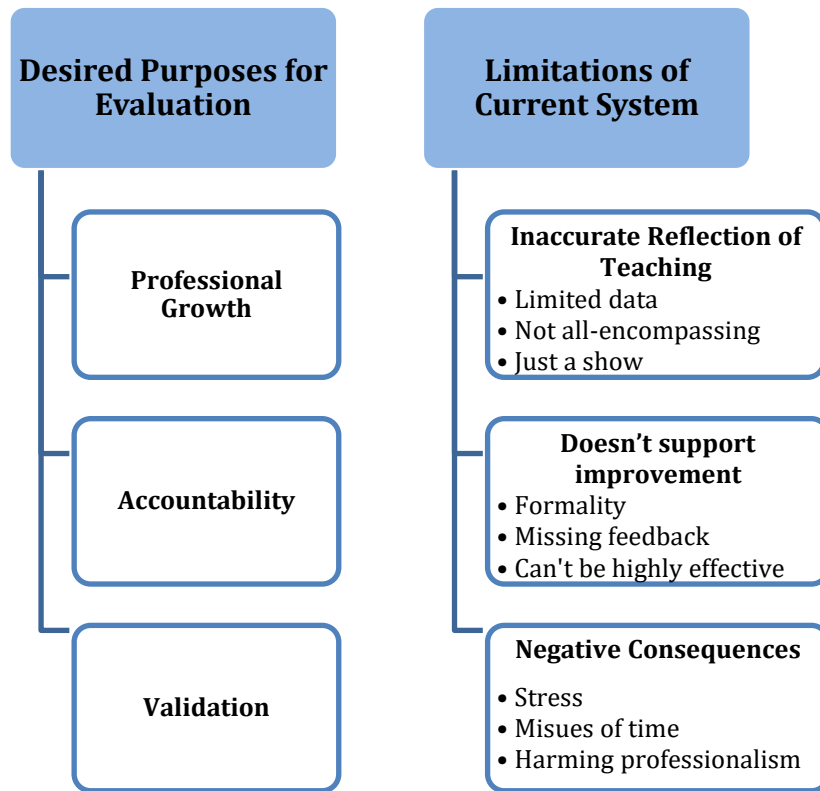 Desired Purposes for
Evaluation
Professional
Growth
Accountability
Validation
Limitations of
Current System
Inaccurate Reflection of
Teaching
• Limited data
• Not all-encompassing
• Just a show
Doesn’t support
improvement
• Formality
• Missing feedback
• Can't be highly effective
Negative Consequences
• Stress
• Misues of time
• Harming professionalism